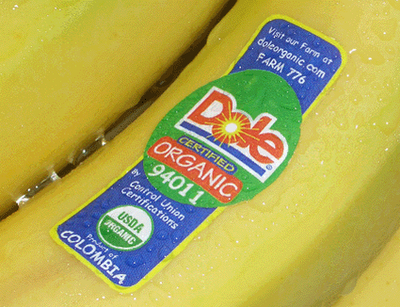 Visit our Farm at
doleorganic.com
FARM 776
Dole
®
CERTIFIED
ORGANIC
94011
By
Control Union
Certifications
USDA
ORGANIC
Product of
COLOMBIA